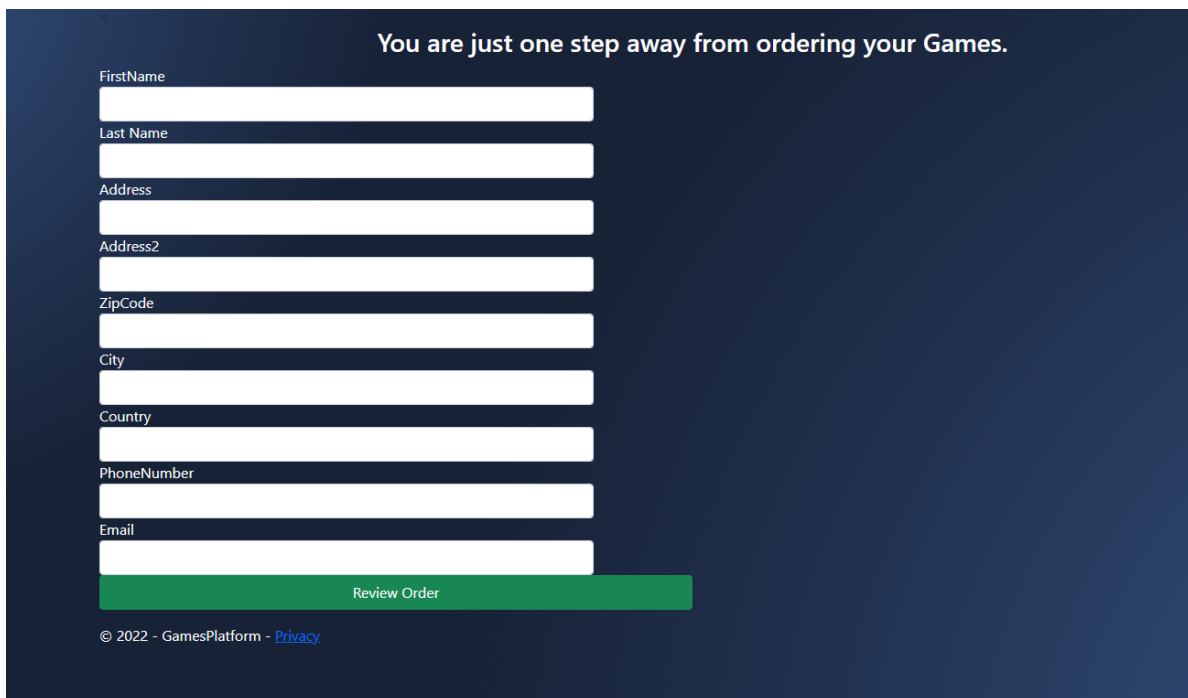 <
You are just one step away from ordering your Games.
FirstName
Last Name
Address
Address2
ZipCode
City
Country
PhoneNumber
Email
Review Order
© 2022 - GamesPlatform - Privacy